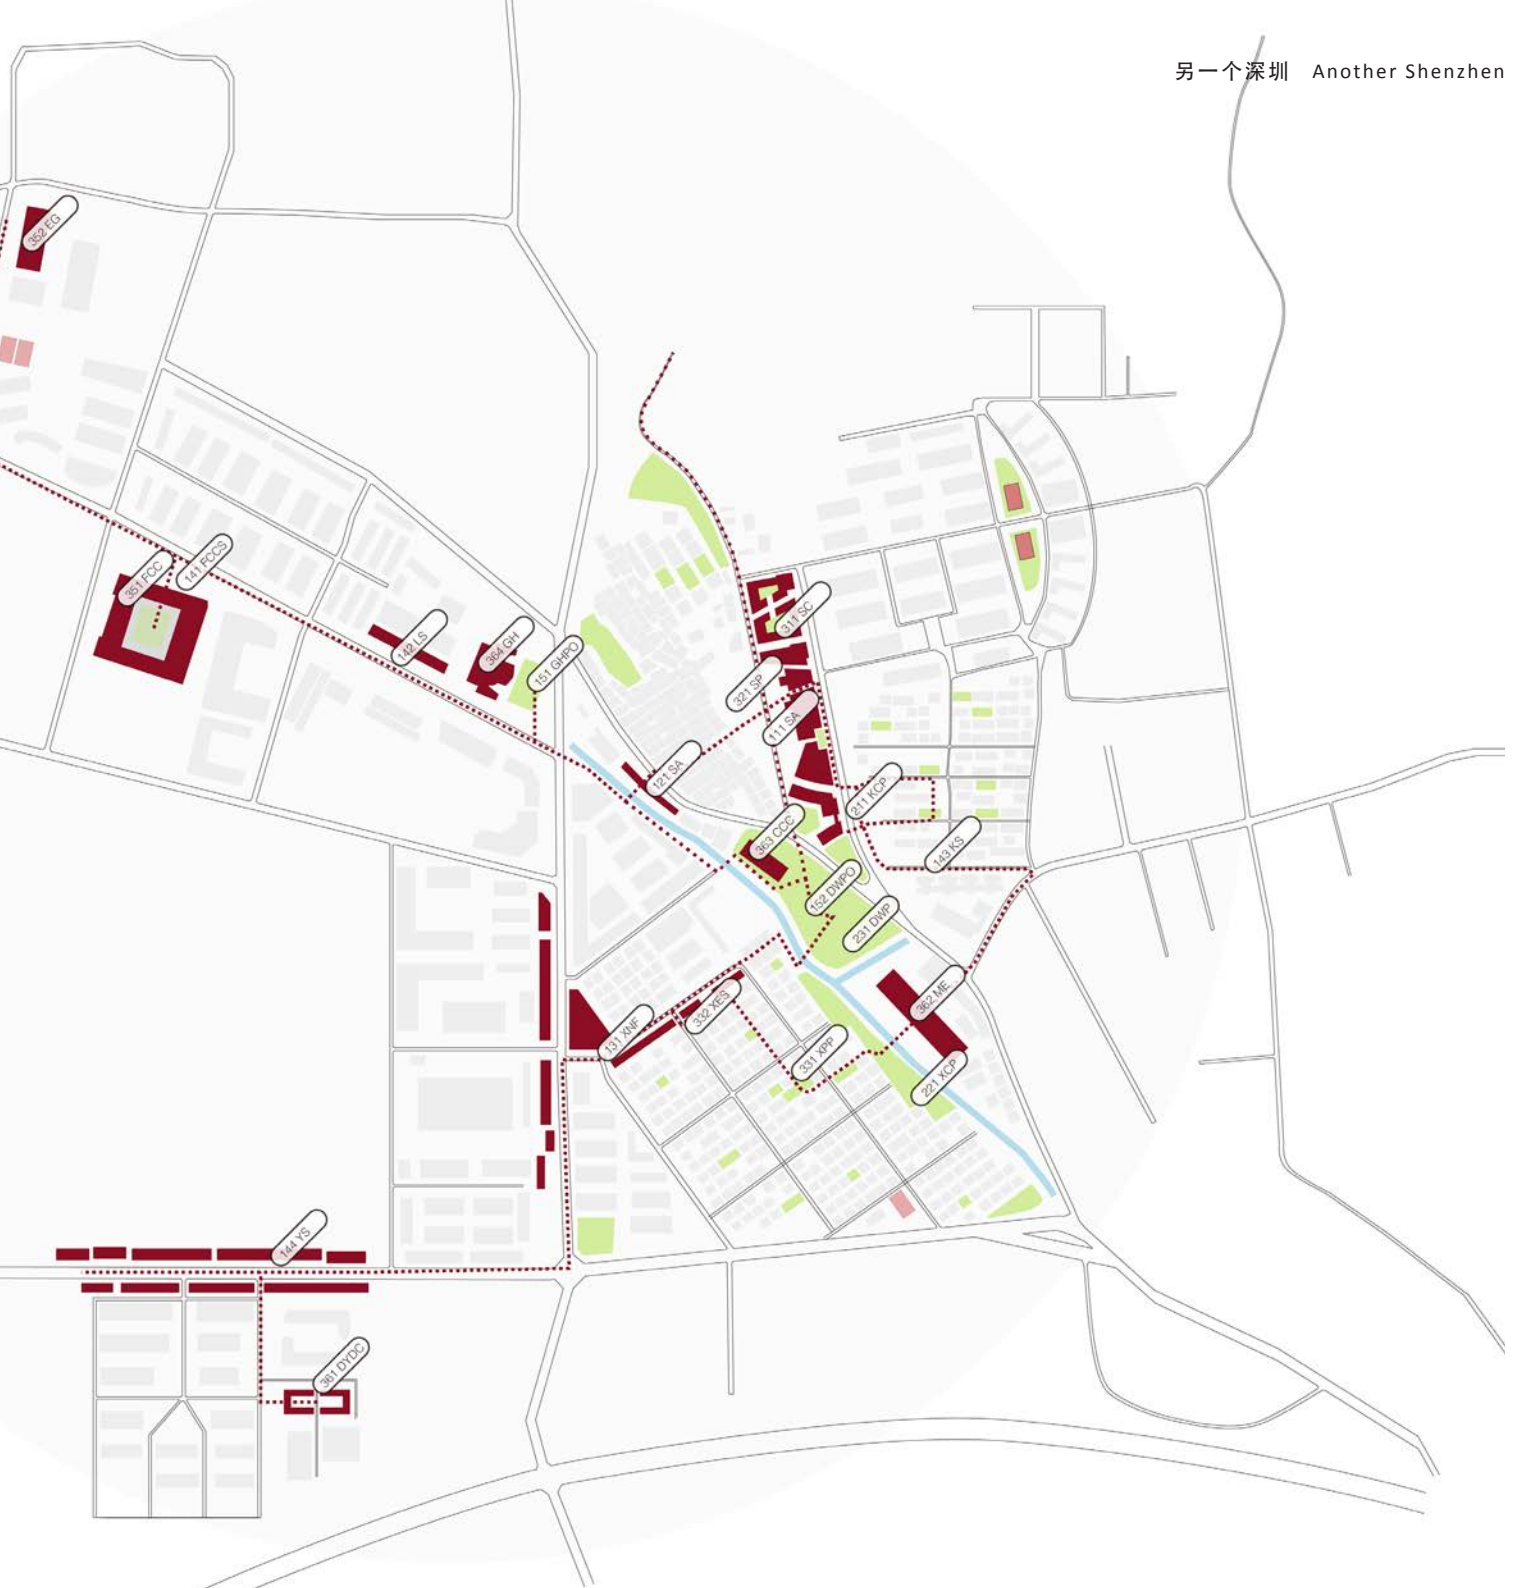 另一个深圳 Another Shenzhen
352 EG
351 FCC
141 FCCS
142 LS
364 GH
151 GHPO
311 SC
321 SP
111 SA
121 SA
211 KCP
363 CCC
143 KS
152 DWPO
231 DWP
362 ME
332 XES
131 XNF
331 XPP
221 XCP
144 YS
361 DYDC